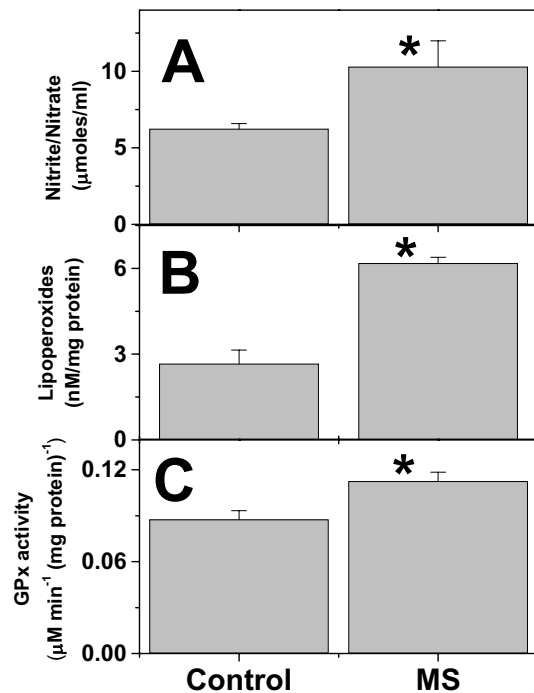 A
*
Nitrite/Nitrate
(μmoles/ml)
10
5
0
B
*
Lipoperoxides
(nM/mg protein)
6
3
0
C
*
GPx activity
(μM min⁻¹ (mg protein)⁻¹
0.12
0.06
0.00
Control MS